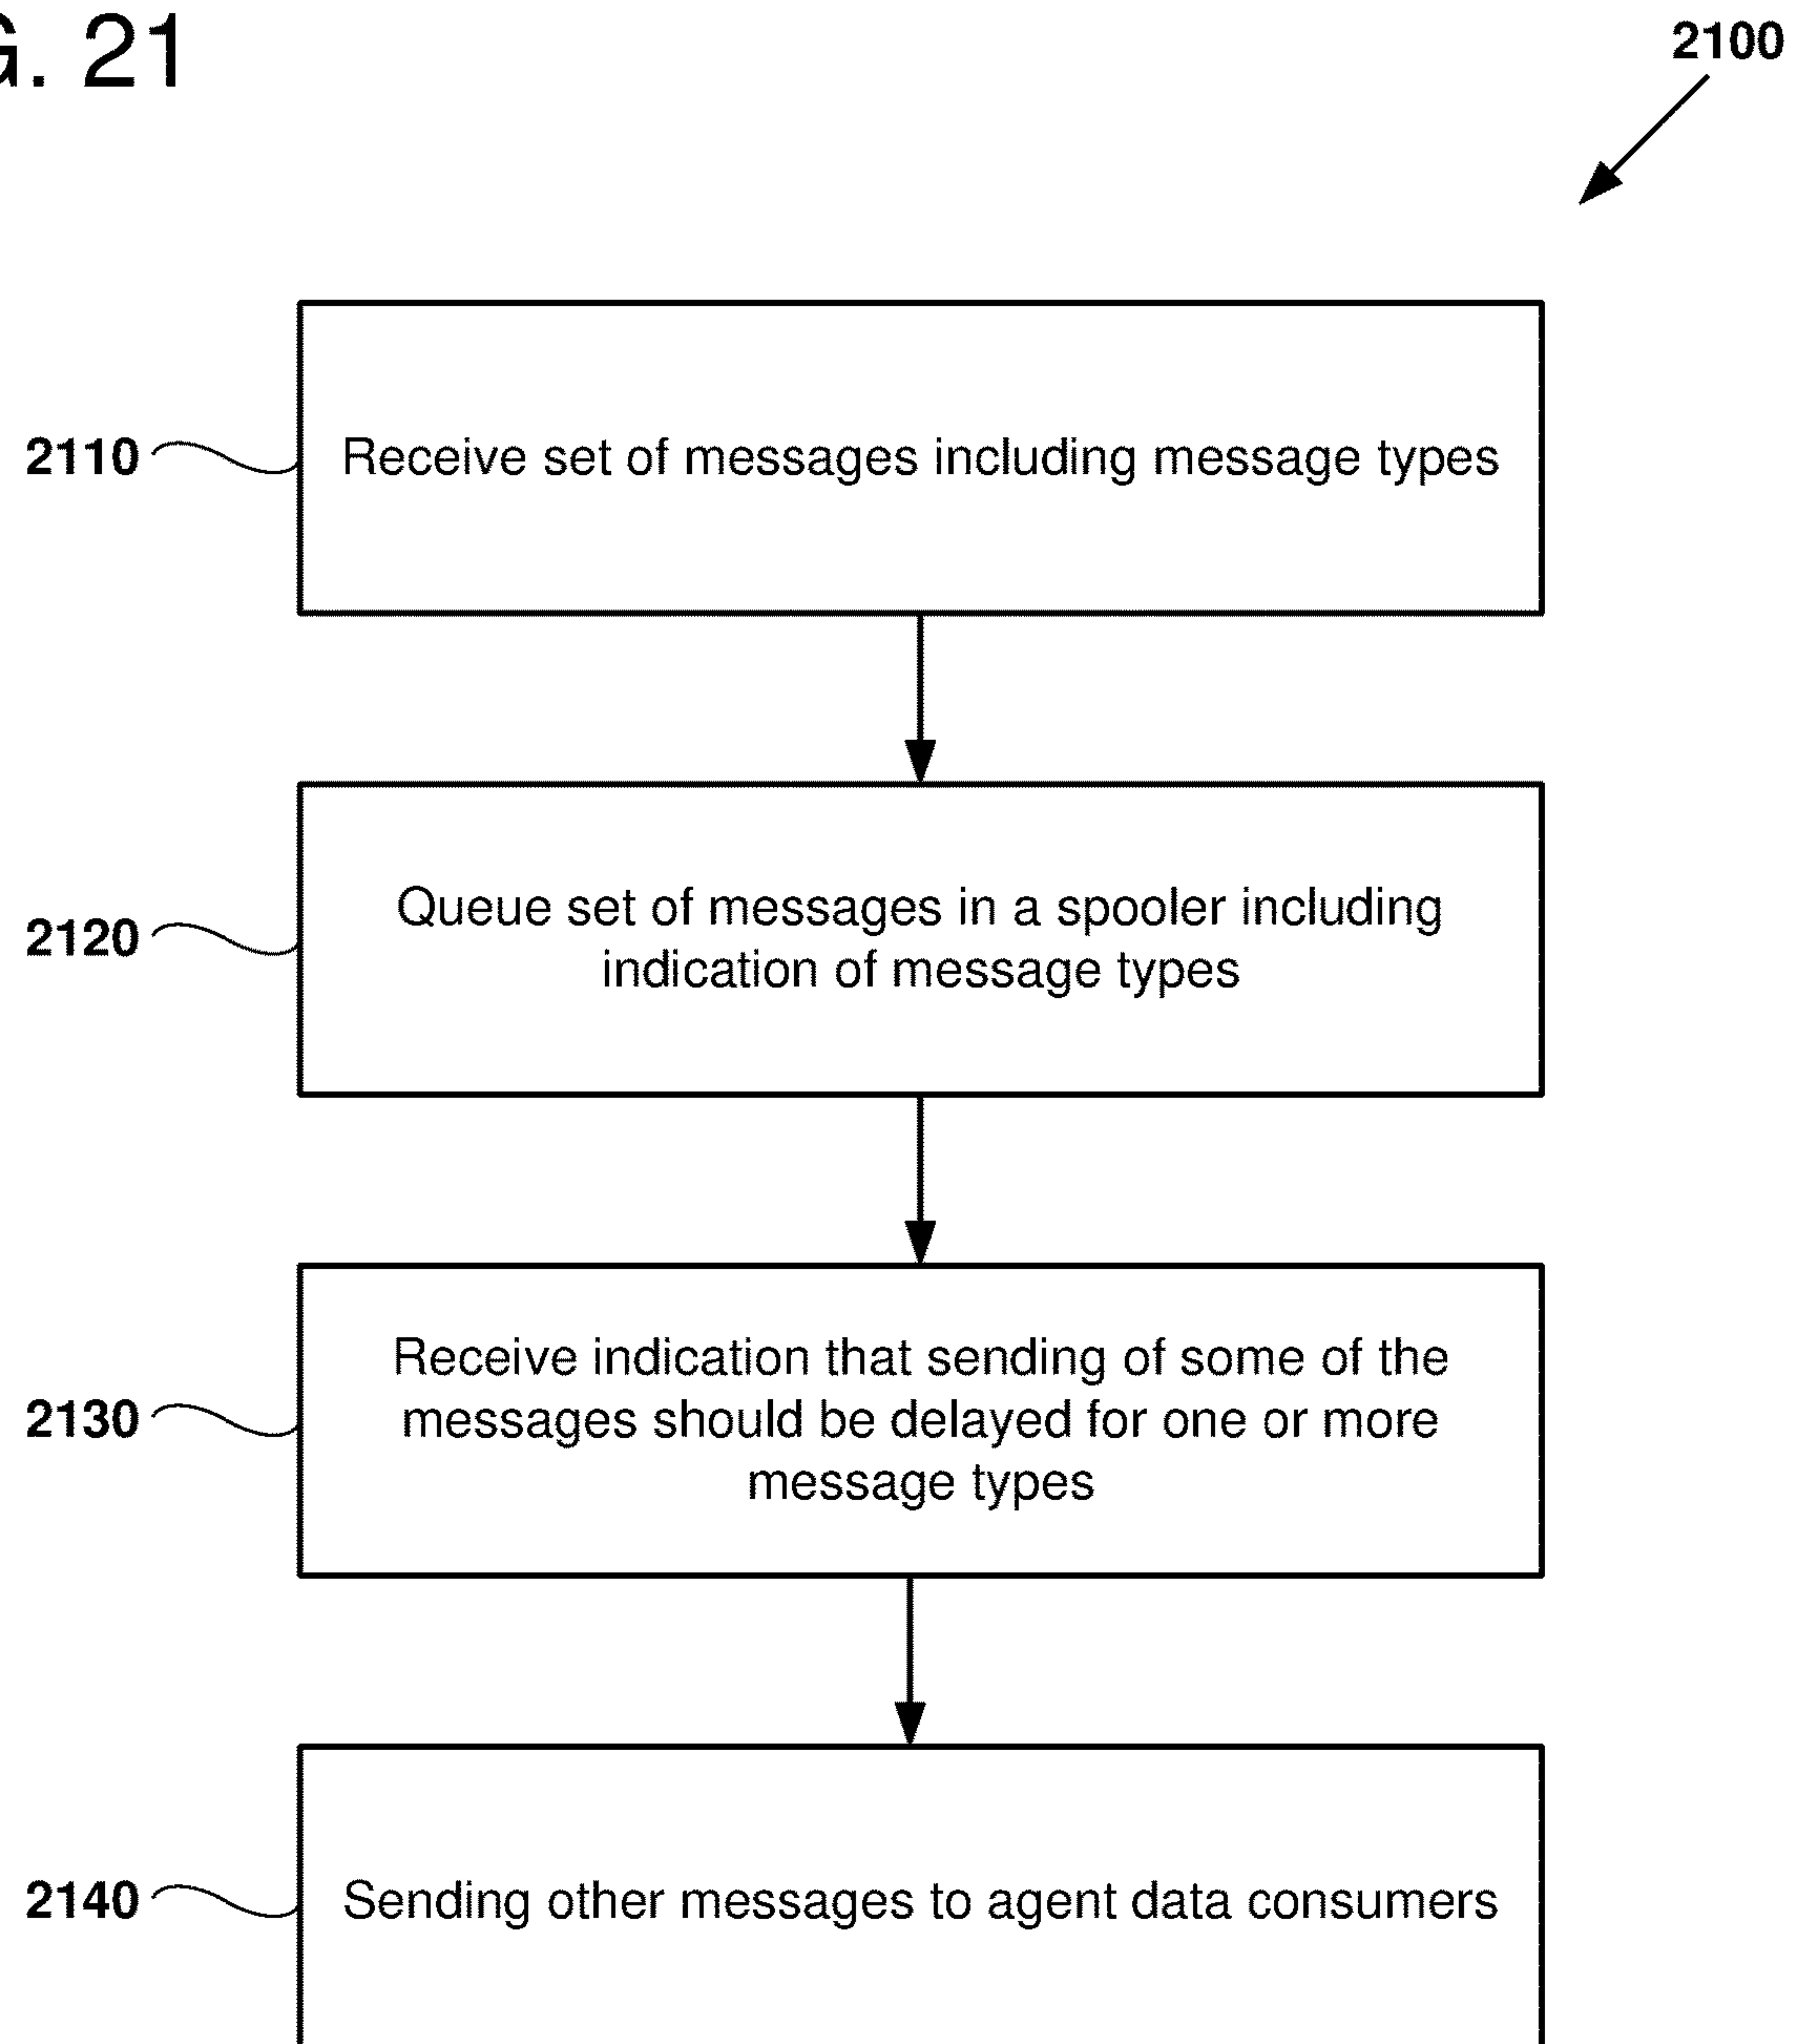 G. 21
2100
2110
Receive set of messages including message types
2120
Queue set of messages in a spooler including
indication of message types
2130
Receive indication that sending of some of the
messages should be delayed for one or more
message types
2140
Sending other messages to agent data consumers